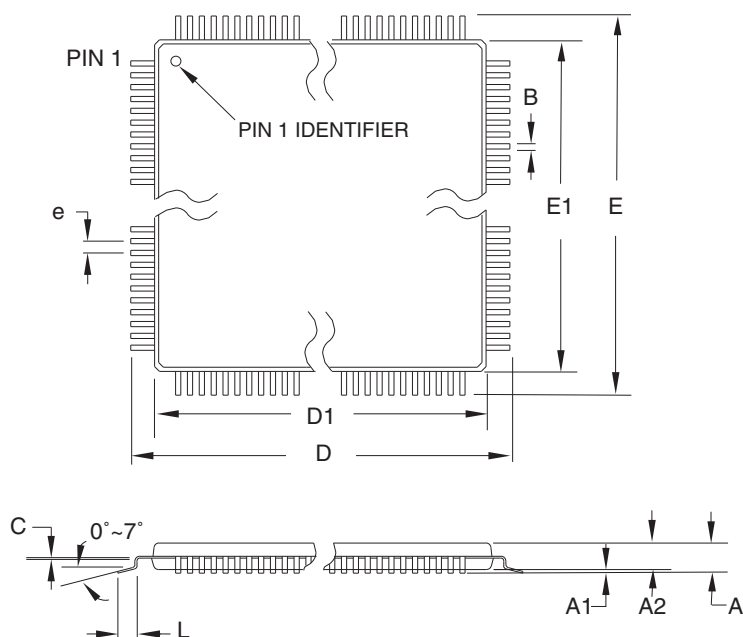 PIN 1
PIN 1 IDENTIFIER
B
e
E1
E
D1
D
C
0°~7°
L
A1
A2
A